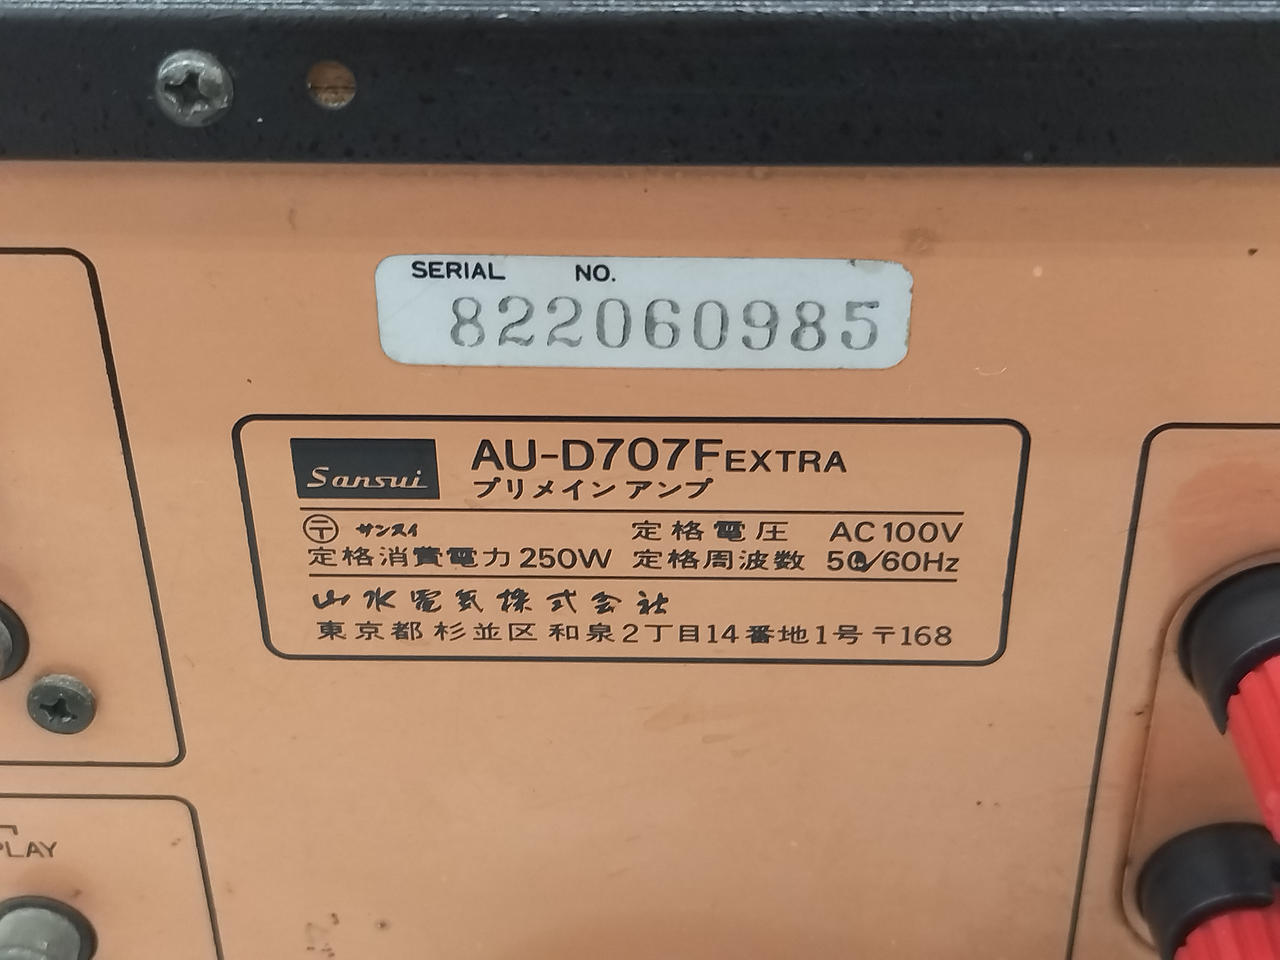 SERIAL NO.
822060985
Sansui AU-D707F EXTRA
プリメインアンプ
〒 サンスイ 定格電圧 AC100V
定格消費電力 250W 定格周波数 50/60Hz
山水電気株式会社
東京都杉並区和泉2丁目14番地1号 〒168
PLAY